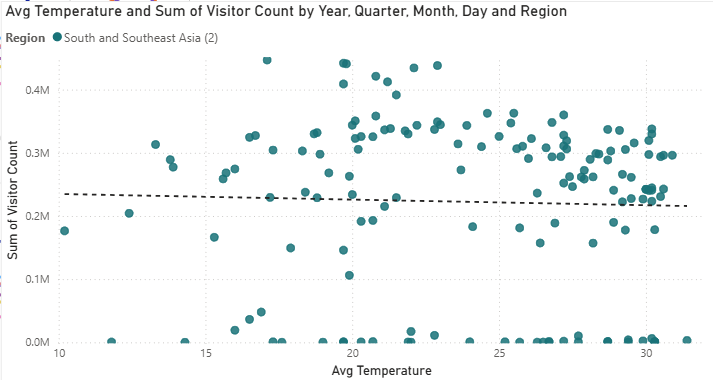 Avg Temperature and Sum of Visitor Count by Year, Quarter, Month, Day and Region
Region South and Southeast Asia (2)
Sum of Visitor Count
0.4M
0.3M
0.2M
0.1M
0.0M
10 15 20 25 30
Avg Temperature